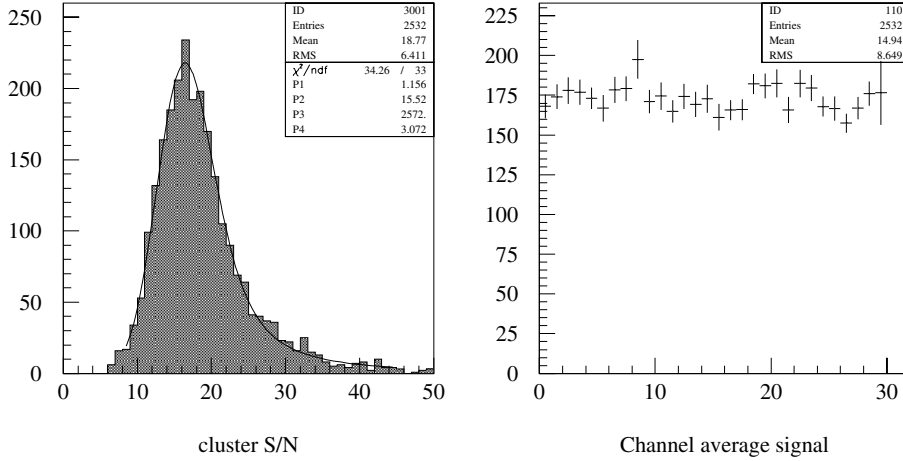 ID 3001
Entries 2532
Mean 18.77
RMS 6.411
χ²/ndf 34.26 / 33
P1 1.156
P2 15.52
P3 2572.
P4 3.072
250
200
150
100
50
0
0 10 20 30 40 50
cluster S/N
ID 110
Entries 2532
Mean 14.94
RMS 8.649
225
200
175
150
125
100
75
50
25
0
0 10 20 30
Channel average signal